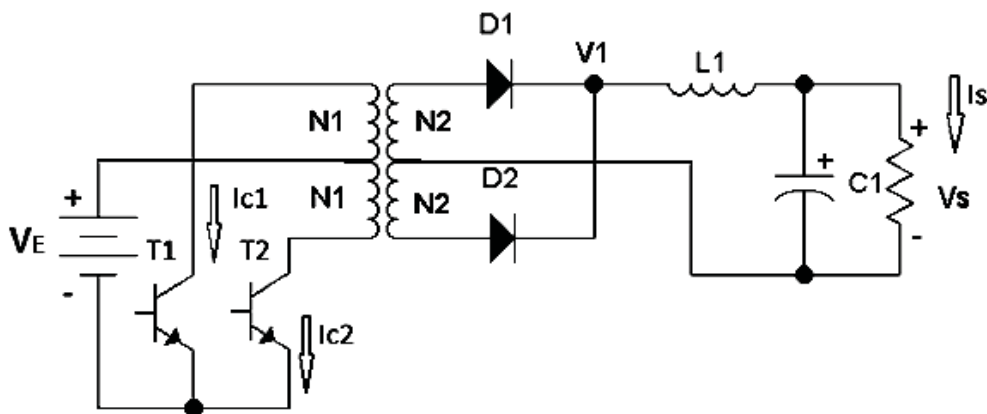 D1
V1
L1
Is
N1
N2
+
+
D2
+
C1
N1
N2
Vs
Ic1
+
VE
T1
T2
-
-
Ic2